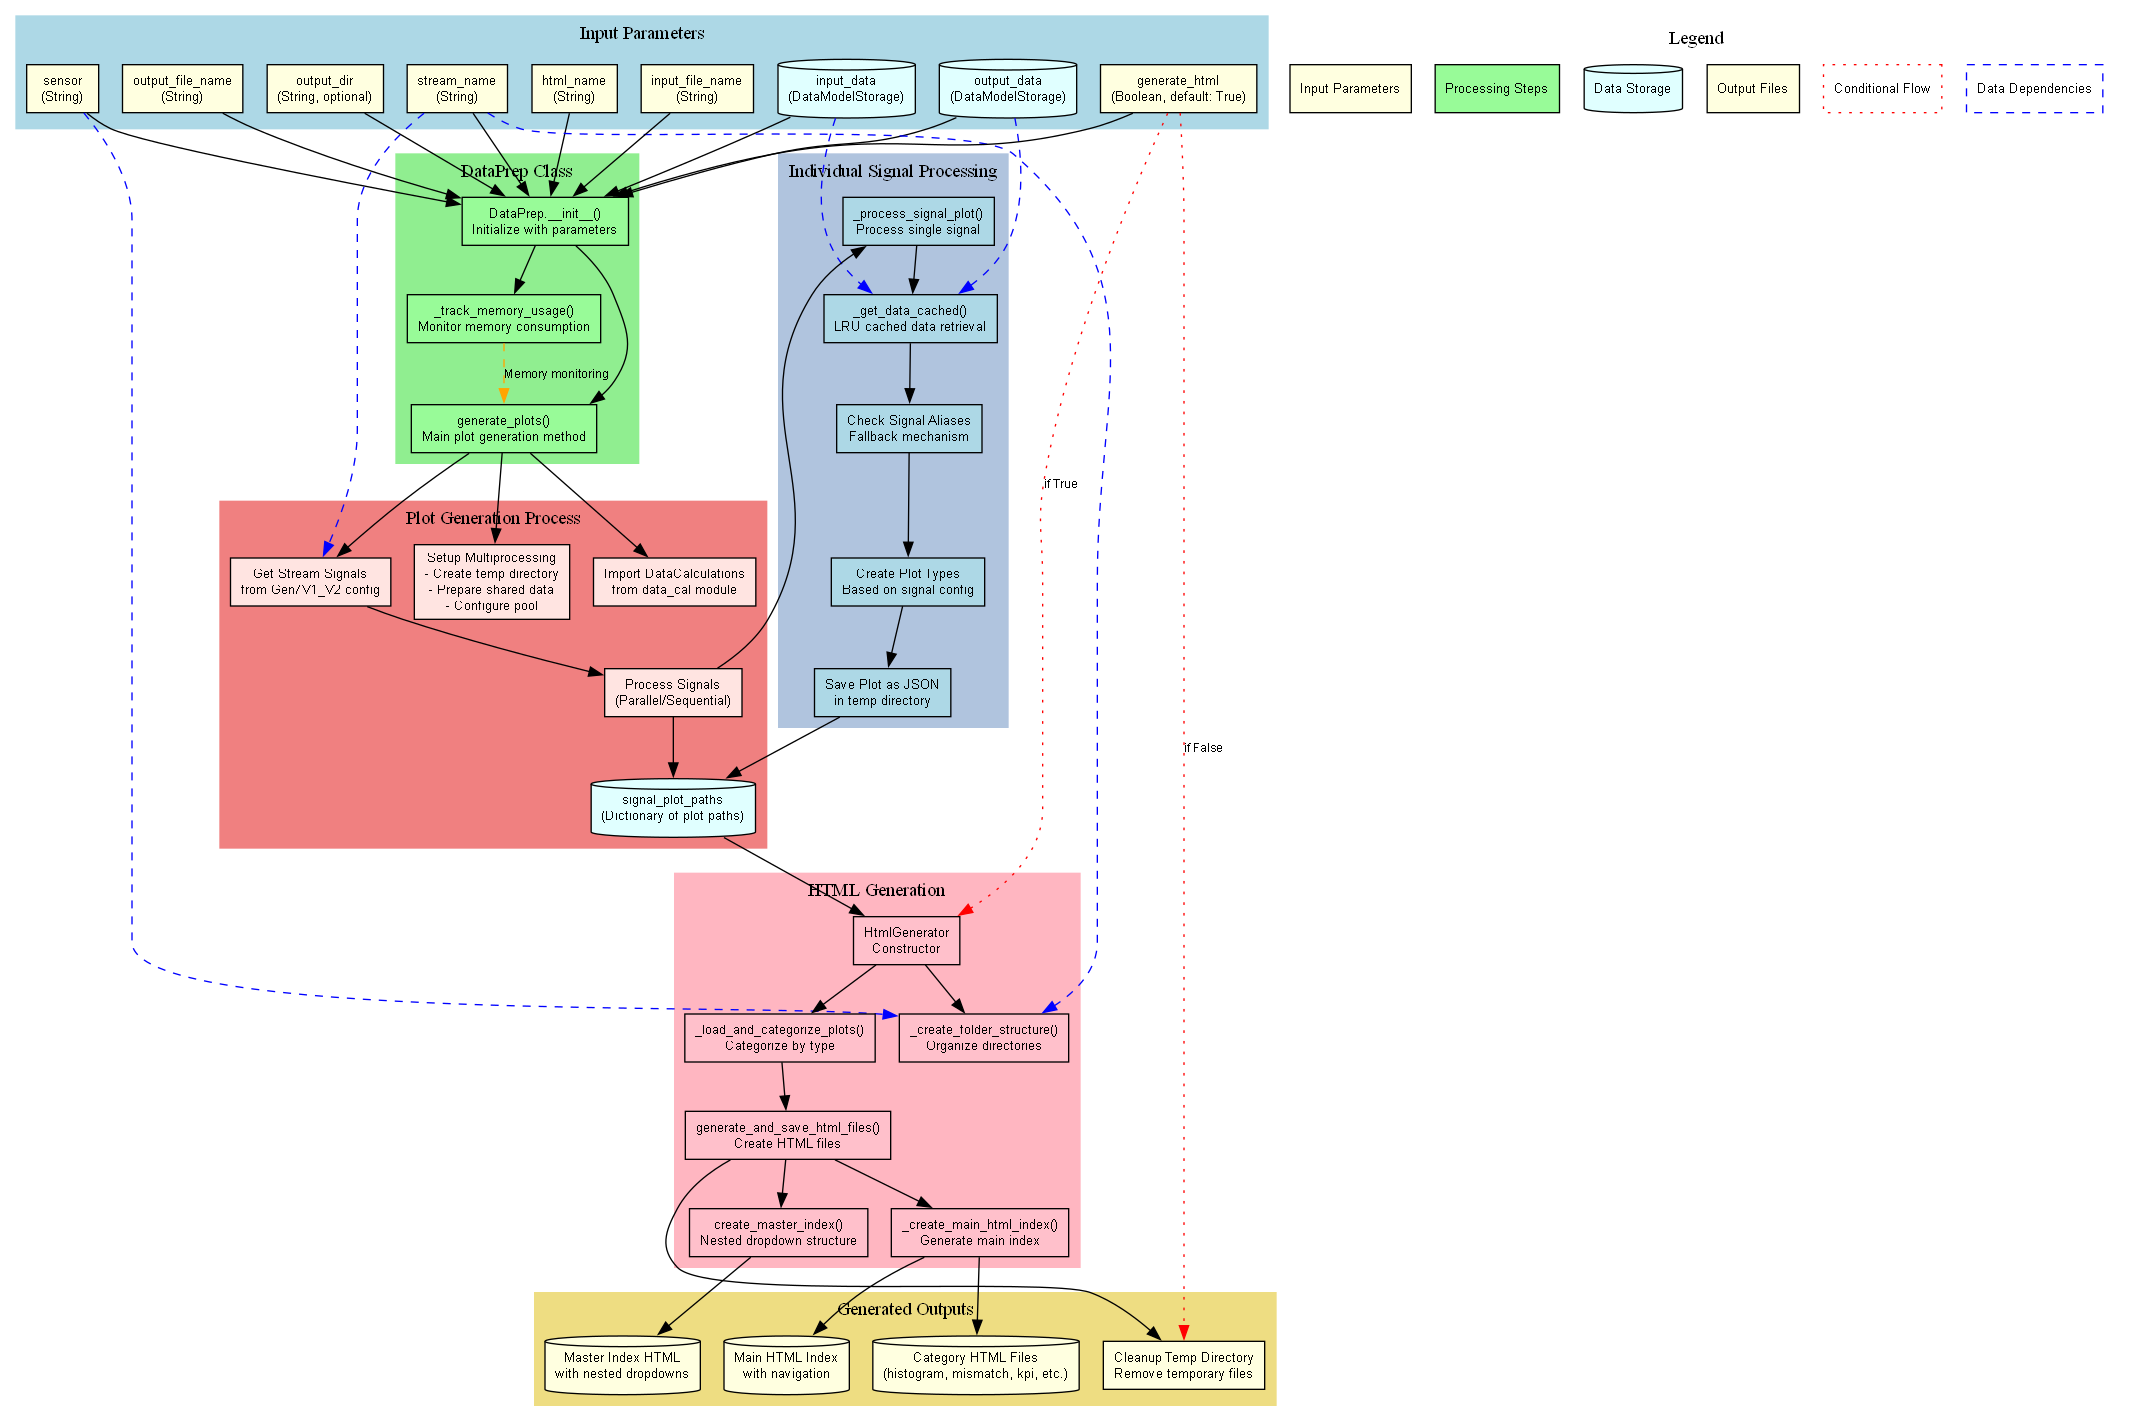 Input Parameters
Legend
sensor
(String)
output_file_name
(String)
output_dir
(String, optional)
stream_name
(String)
html_name
(String)
input_file_name
(String)
input_data
(DataModelStorage)
output_data
(DataModelStorage)
generate_html
(Boolean, default: True)
Input Parameters
Processing Steps
Data Storage
Output Files
Conditional Flow
Data Dependencies
DataPrep Class
DataPrep.__init__()
Initialize with parameters
_track_memory_usage()
Monitor memory consumption
Memory monitoring
generate_plots()
Main plot generation method
Individual Signal Processing
_process_signal_plot()
Process single signal
_get_data_cached()
LRU cached data retrieval
Check Signal Aliases
Fallback mechanism
Create Plot Types
Based on signal config
Save Plot as JSON
in temp directory
if True
if False
Plot Generation Process
Get Stream Signals
from Gen7V1_V2 config
Setup Multiprocessing
- Create temp directory
- Prepare shared data
- Configure pool
Import DataCalculations
from data_cal module
Process Signals
(Parallel/Sequential)
signal_plot_paths
(Dictionary of plot paths)
HTML Generation
HtmlGenerator
Constructor
_load_and_categorize_plots()
Categorize by type
_create_folder_structure()
Organize directories
generate_and_save_html_files()
Create HTML files
create_master_index()
Nested dropdown structure
_create_main_html_index()
Generate main index
Generated Outputs
Master Index HTML
with nested dropdowns
Main HTML Index
with navigation
Category HTML Files
(histogram, mismatch, kpi, etc.)
Cleanup Temp Directory
Remove temporary files